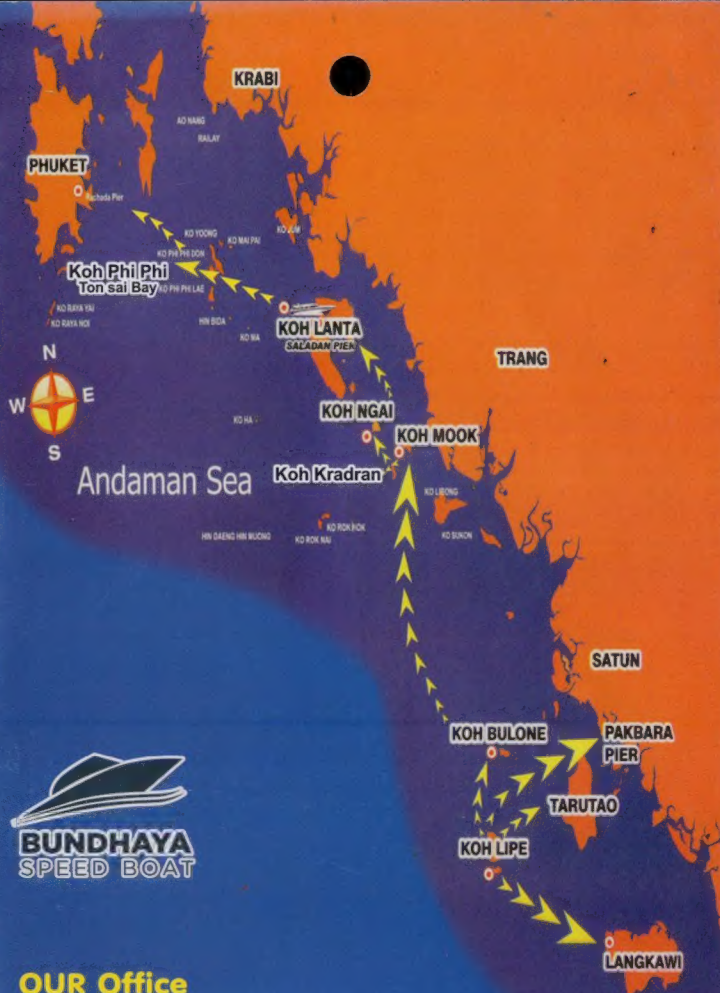 KRABI
AO NANG
RAILAY
PHUKET
Rachada Pier
KO JUM
KO YOONG
KO MAI PAI
KO PHI PHI DON
Koh Phi Phi
Ton sai Bay
KO PHI PHI LAE
KO RAYA YAI
KO RAYA NOI
HIN BIDA
KO MA
KOH LANTA
SALADAN PIER
TRANG
N
W
E
S
KOH NGAI
KO HA
KOH MOOK
Andaman Sea
Koh Kradran
KO LIBONG
KO ROK NOK
HIN DAENG HIN MUONG
KO ROK NAI
KO SUKON
SATUN
KOH BULONE
PAKBARA
PIER
TARUTAO
BUNDHAYA
SPEED BOAT
KOH LIPE
LANGKAWI
OUR Office